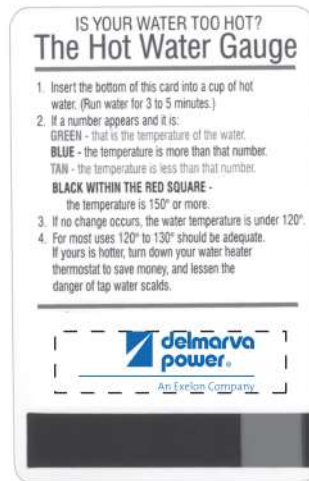 IS YOUR WATER TOO HOT?
The Hot Water Gauge
1. Insert the bottom of this card into a cup of hot
water. (Run water for 3 to 5 minutes.)
2. If a number appears and it is:
GREEN - that is the temperature of the water.
BLUE - the temperature is more than that number.
TAN - the temperature is less than that number.
BLACK WITHIN THE RED SQUARE -
the temperature is 150° or more.
3. If no change occurs, the water temperature is under 120°.
4. For most uses 120° to 130° should be adequate.
If yours is hotter, turn down your water heater
thermostat to save money, and lessen the
danger of tap water scalds.
delmarva
power®
An Exelon Company